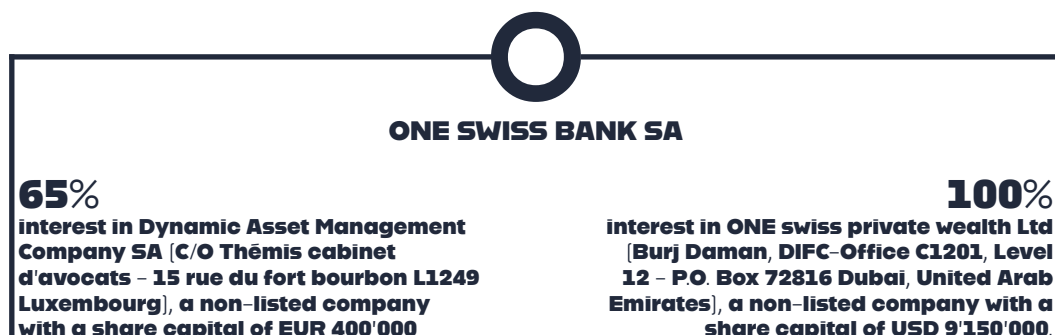 ONE SWISS BANK SA
65%
interest in Dynamic Asset Management
Company SA (C/O Thémis cabinet
d'avocats – 15 rue du fort bourbon L1249
Luxembourg), a non-listed company
with a share capital of EUR 400'000
100%
interest in ONE swiss private wealth Ltd
(Burj Daman, DIFC-Office C1201, Level
12 – P.O. Box 72816 Dubai, United Arab
Emirates), a non-listed company with a
share capital of USD 9'150'000.